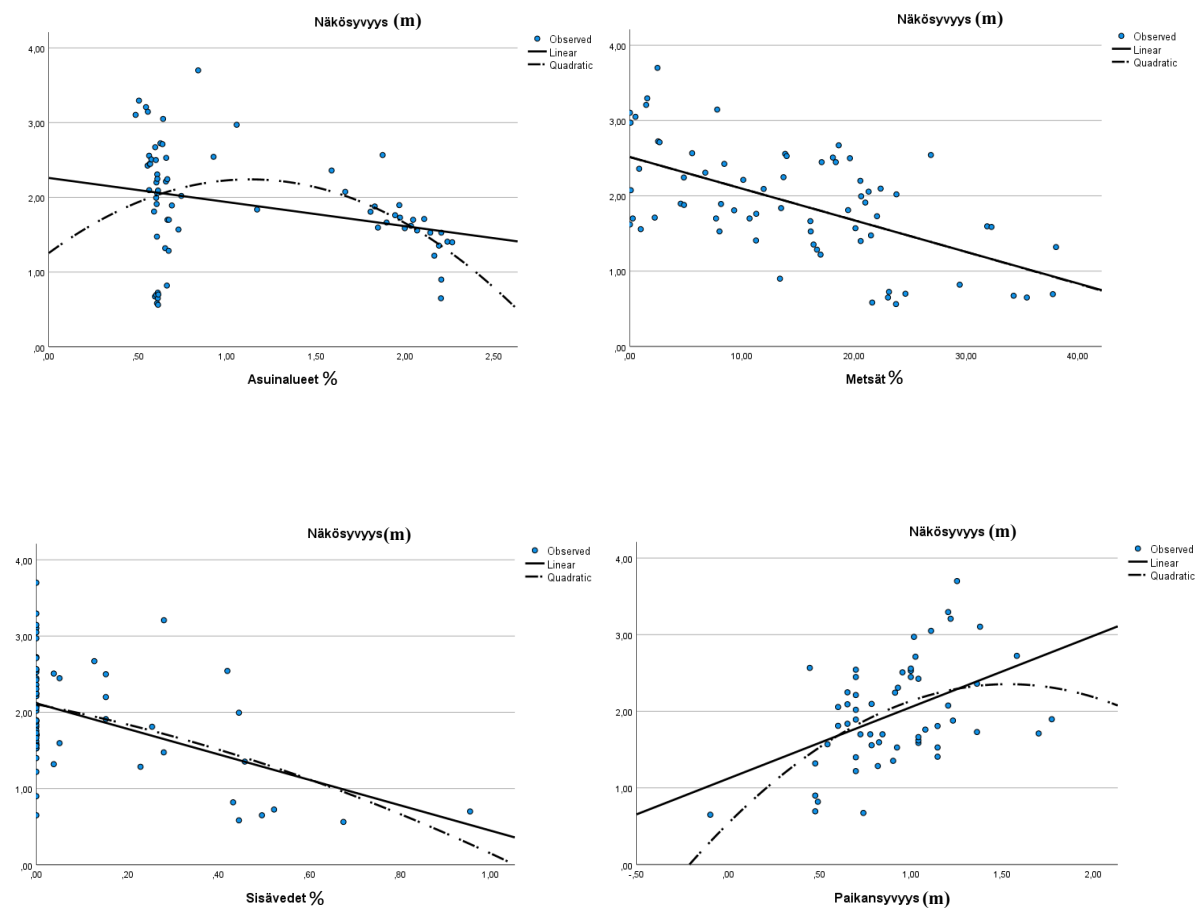 Näkösyvyys (m)
Observed
Linear
Quadratic
4,00
3,00
2,00
1,00
,00
,00 ,50 1,00 1,50 2,00 2,50
Asuinalueet %
Näkösyvyys (m)
Observed
Linear
Quadratic
4,00
3,00
2,00
1,00
,00
,00 10,00 20,00 30,00 40,00
Metsät %
Näkösyvyys (m)
Observed
Linear
Quadratic
4,00
3,00
2,00
1,00
,00
,00 ,20 ,40 ,60 ,80 1,00
Sisävedet %
Näkösyvyys (m)
Observed
Linear
Quadratic
4,00
3,00
2,00
1,00
,00
-,50 ,00 ,50 1,00 1,50 2,00
Paikansyvyys (m)